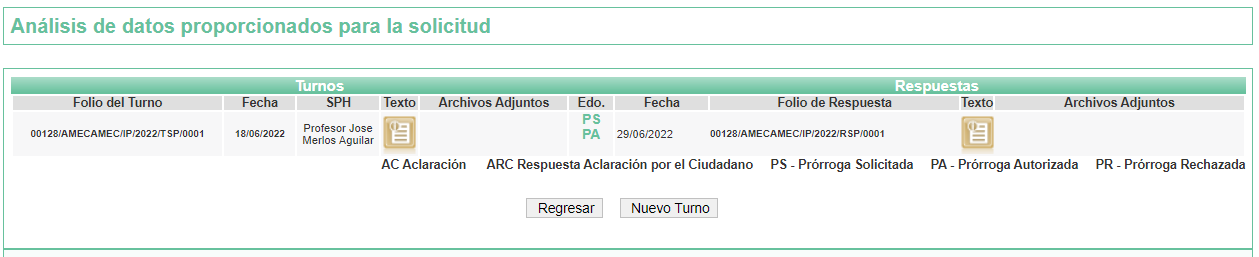 Análisis de datos proporcionados para la solicitud
Turnos Respuestas
Folio del Turno Fecha SPH Texto Archivos Adjuntos Edo. Fecha Folio de Respuesta Texto Archivos Adjuntos
00128/AMECAMEC/IP/2022/TSP/0001 18/06/2022 Profesor Jose Merlos Aguilar PS PA 29/06/2022 00128/AMECAMEC/IP/2022/RSP/0001
AC Aclaración ARC Respuesta Aclaración por el Ciudadano PS - Prórroga Solicitada PA - Prórroga Autorizada PR - Prórroga Rechazada
Regresar Nuevo Turno